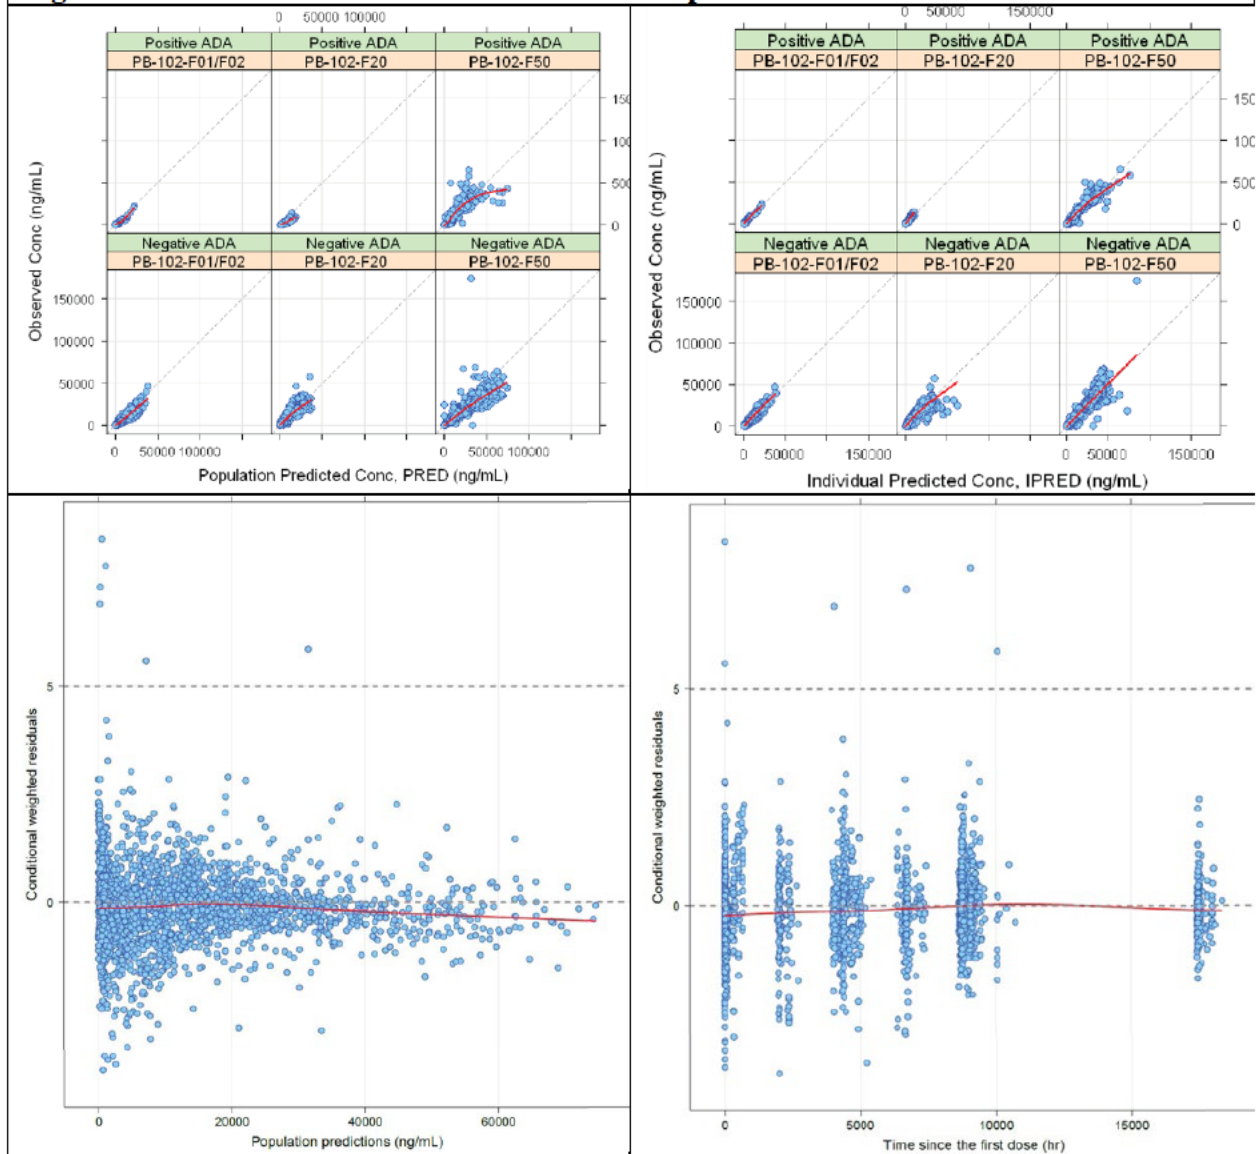 0 50000 100000
Positive ADA Positive ADA Positive ADA
PB-102-F01/F02 PB-102-F20 PB-102-F50
Negative ADA Negative ADA Negative ADA
PB-102-F01/F02 PB-102-F20 PB-102-F50
150000
100000
50000
0
0 50000 100000 0 50000 100000
Observed Conc (ng/mL)
Population Predicted Conc, PRED (ng/mL)
0 50000 150000
Positive ADA Positive ADA Positive ADA
PB-102-F01/F02 PB-102-F20 PB-102-F50
Negative ADA Negative ADA Negative ADA
PB-102-F01/F02 PB-102-F20 PB-102-F50
150000
100000
50000
0
0 50000 150000 0 50000 150000
Observed Conc (ng/mL)
Individual Predicted Conc, IPRED (ng/mL)
5
0
Conditional weighted residuals
0 20000 40000 60000
Population predictions (ng/mL)
5
0
Conditional weighted residuals
0 5000 10000 15000
Time since the first dose (hr)